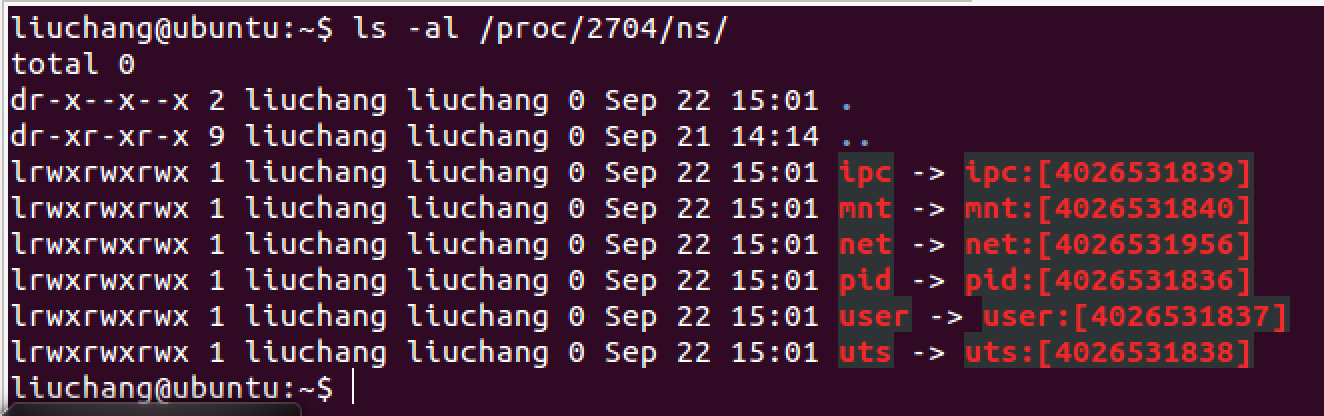 liuchang@ubuntu:~$ ls -al /proc/2704/ns/
total 0
dr-x--x--x 2 liuchang liuchang 0 Sep 22 15:01 .
dr-xr-xr-x 9 liuchang liuchang 0 Sep 21 14:14 ..
lrwxrwxrwx 1 liuchang liuchang 0 Sep 22 15:01 ipc -> ipc:[4026531839]
lrwxrwxrwx 1 liuchang liuchang 0 Sep 22 15:01 mnt -> mnt:[4026531840]
lrwxrwxrwx 1 liuchang liuchang 0 Sep 22 15:01 net -> net:[4026531956]
lrwxrwxrwx 1 liuchang liuchang 0 Sep 22 15:01 pid -> pid:[4026531836]
lrwxrwxrwx 1 liuchang liuchang 0 Sep 22 15:01 user -> user:[4026531837]
lrwxrwxrwx 1 liuchang liuchang 0 Sep 22 15:01 uts -> uts:[4026531838]
liuchang@ubuntu:~$